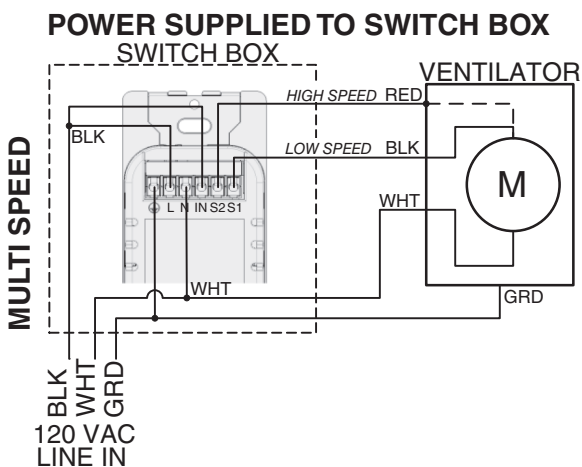 POWER SUPPLIED TO SWITCH BOX
SWITCH BOX
VENTILATOR
HIGH SPEED RED
BLK
LOW SPEED BLK
M
MULTI SPEED
L N IN S2 S1
WHT
WHT
GRD
BLK
WHT
GRD
120 VAC
LINE IN